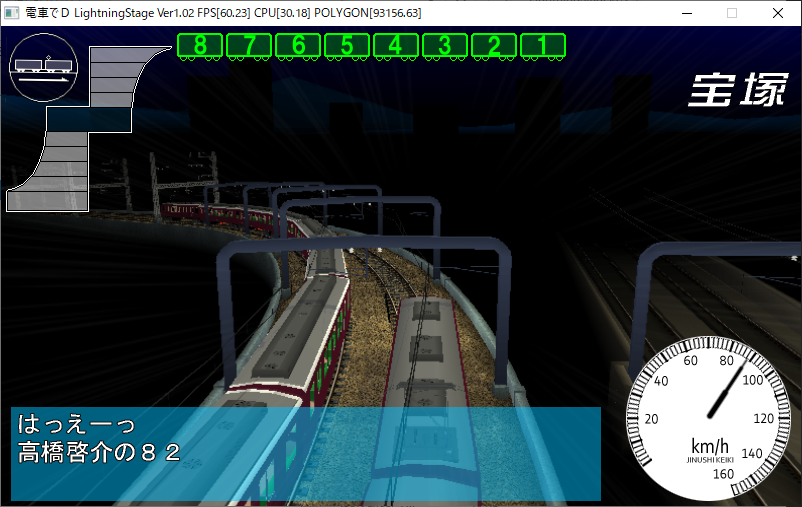 電車でD LightningStage Ver1.02 FPS[60.23] CPU[30.18] POLYGON[93156.63]
8 7 6 5 4 3 2 1
宝塚
20 40 60 80 100 120 140 160
km/h
JINUSHI KEIKI
はっえーっ
高橋啓介の８２